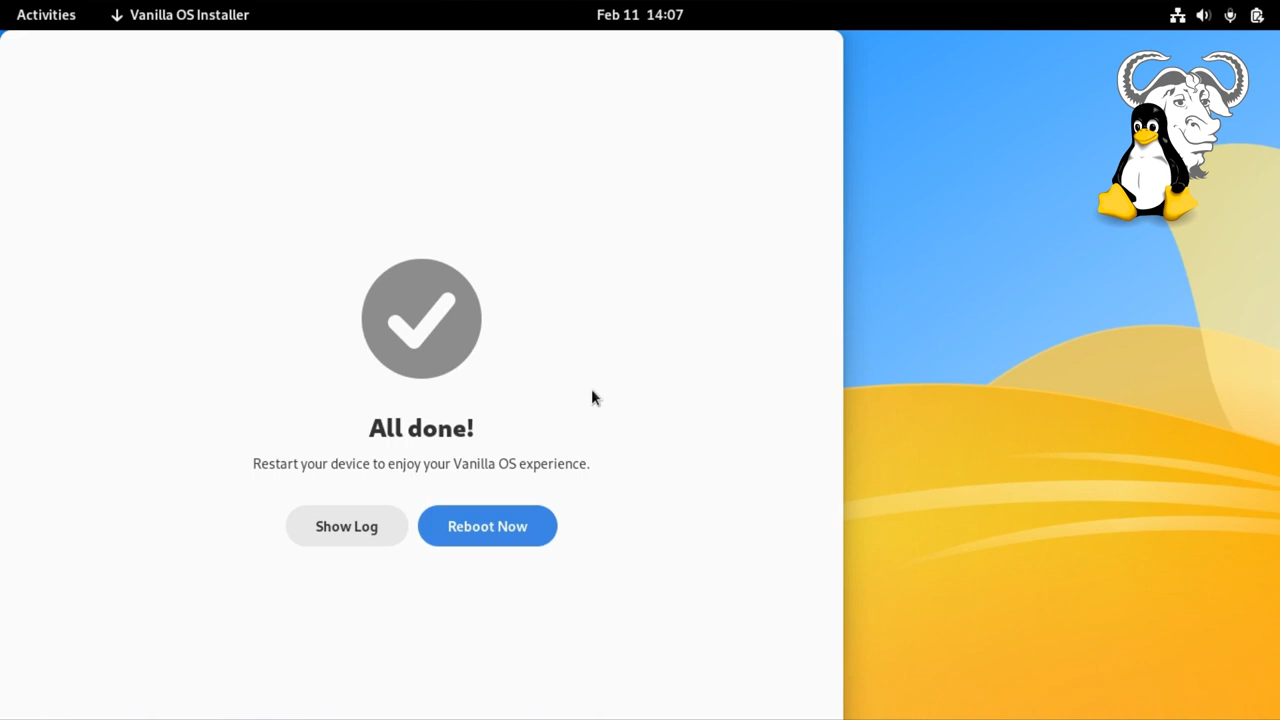 Activities
Vanilla OS Installer
Feb 11 14:07
All done!
Restart your device to enjoy your Vanilla OS experience.
Show Log
Reboot Now